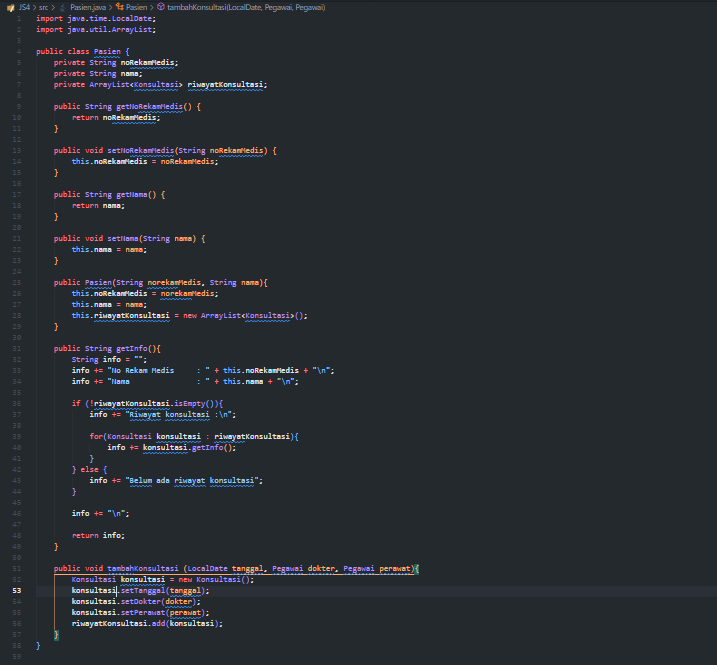 JS4 > src > Pasien.java > Pasien > tambahKonsultasi(LocalDate, Pegawai, Pegawai)
1 import java.time.LocalDate;
2 import java.util.ArrayList;
3
4 public class Pasien {
5 private String noRekamMedis;
6 private String nama;
7 private ArrayList<Konsultasi> riwayatKonsultasi;
8
9 public String getNoRekamMedis() {
10 return noRekamMedis;
11 }
12
13 public void setNoRekamMedis(String noRekamMedis) {
14 this.noRekamMedis = noRekamMedis;
15 }
16
17 public String getNama() {
18 return nama;
19 }
20
21 public void setNama(String nama) {
22 this.nama = nama;
23 }
24
25 public Pasien(String norekamMedis, String nama){
26 this.noRekamMedis = norekamMedis;
27 this.nama = nama;
28 this.riwayatKonsultasi = new ArrayList<Konsultasi>();
29 }
30
31 public String getInfo(){
32 String info = "";
33 info += "No Rekam Medis     : " + this.noRekamMedis + "\n";
34 info += "Nama               : " + this.nama + "\n";
35
36 if (!riwayatKonsultasi.isEmpty()){
37 info += "Riwayat konsultasi :\n";
38
39 for(Konsultasi konsultasi : riwayatKonsultasi){
40 info += konsultasi.getInfo();
41 }
42 } else {
43 info += "Belum ada riwayat konsultasi";
44 }
45
46 info += "\n";
47
48 return info;
49 }
50
51 public void tambahKonsultasi (LocalDate tanggal, Pegawai dokter, Pegawai perawat){
52 Konsultasi konsultasi = new Konsultasi();
53 konsultasi.setTanggal(tanggal);
54 konsultasi.setDokter(dokter);
55 konsultasi.setPerawat(perawat);
56 riwayatKonsultasi.add(konsultasi);
57 }
58 }
59